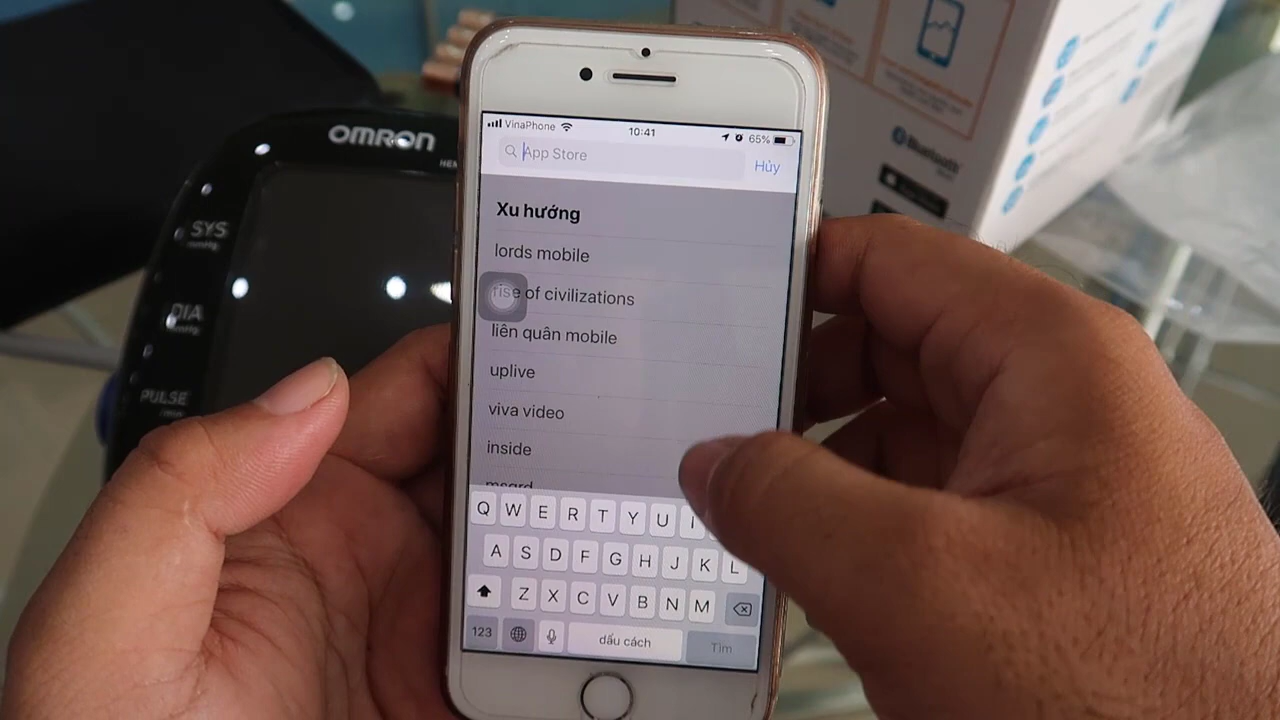 OMRON
SYS
DIA
PULSE
VinaPhone
10:41
65%
App Store
Hủy
Xu hướng
lords mobile
rise of civilizations
liên quân mobile
uplive
viva video
inside
Q W E R T Y U I
A S D F G H J K L
Z X C V B N M
123
dấu cách
Tìm
Bluetooth